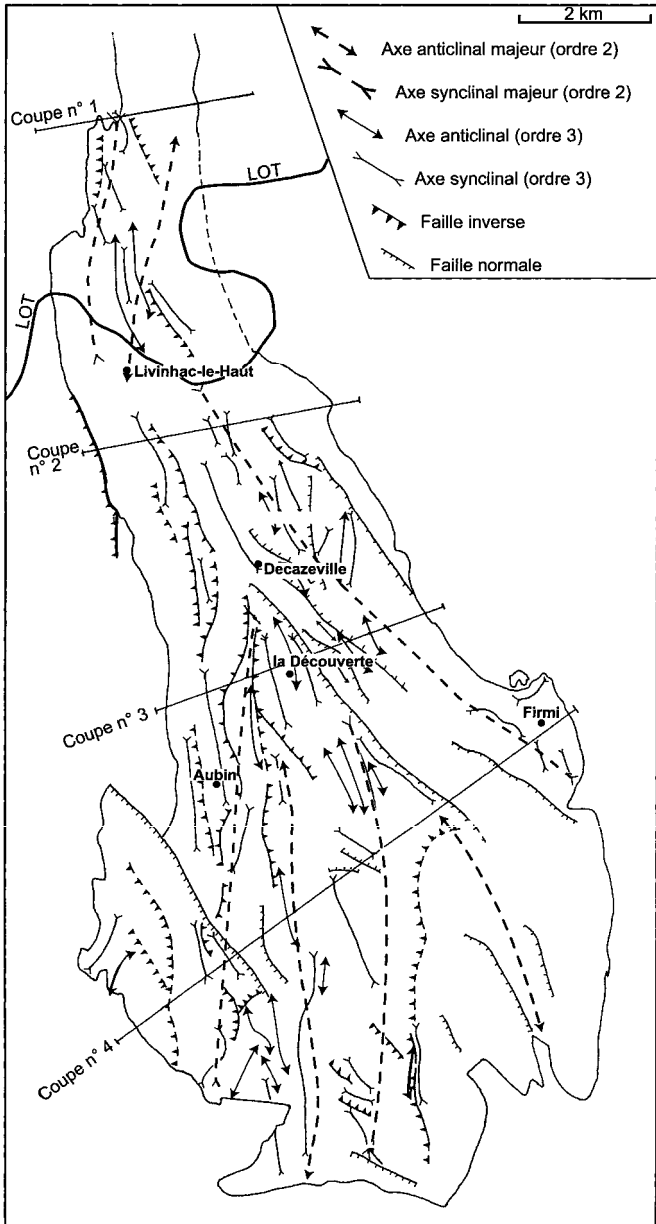 2 km
Axe anticlinal majeur (ordre 2)
Axe synclinal majeur (ordre 2)
Axe anticlinal (ordre 3)
Axe synclinal (ordre 3)
Faille inverse
Faille normale
Coupe n° 1
LOT
LOT
Livinhac-le-Haut
Coupe
n° 2
Decazeville
la Découverte
Coupe n° 3
Firmi
Aubin
Coupe n° 4